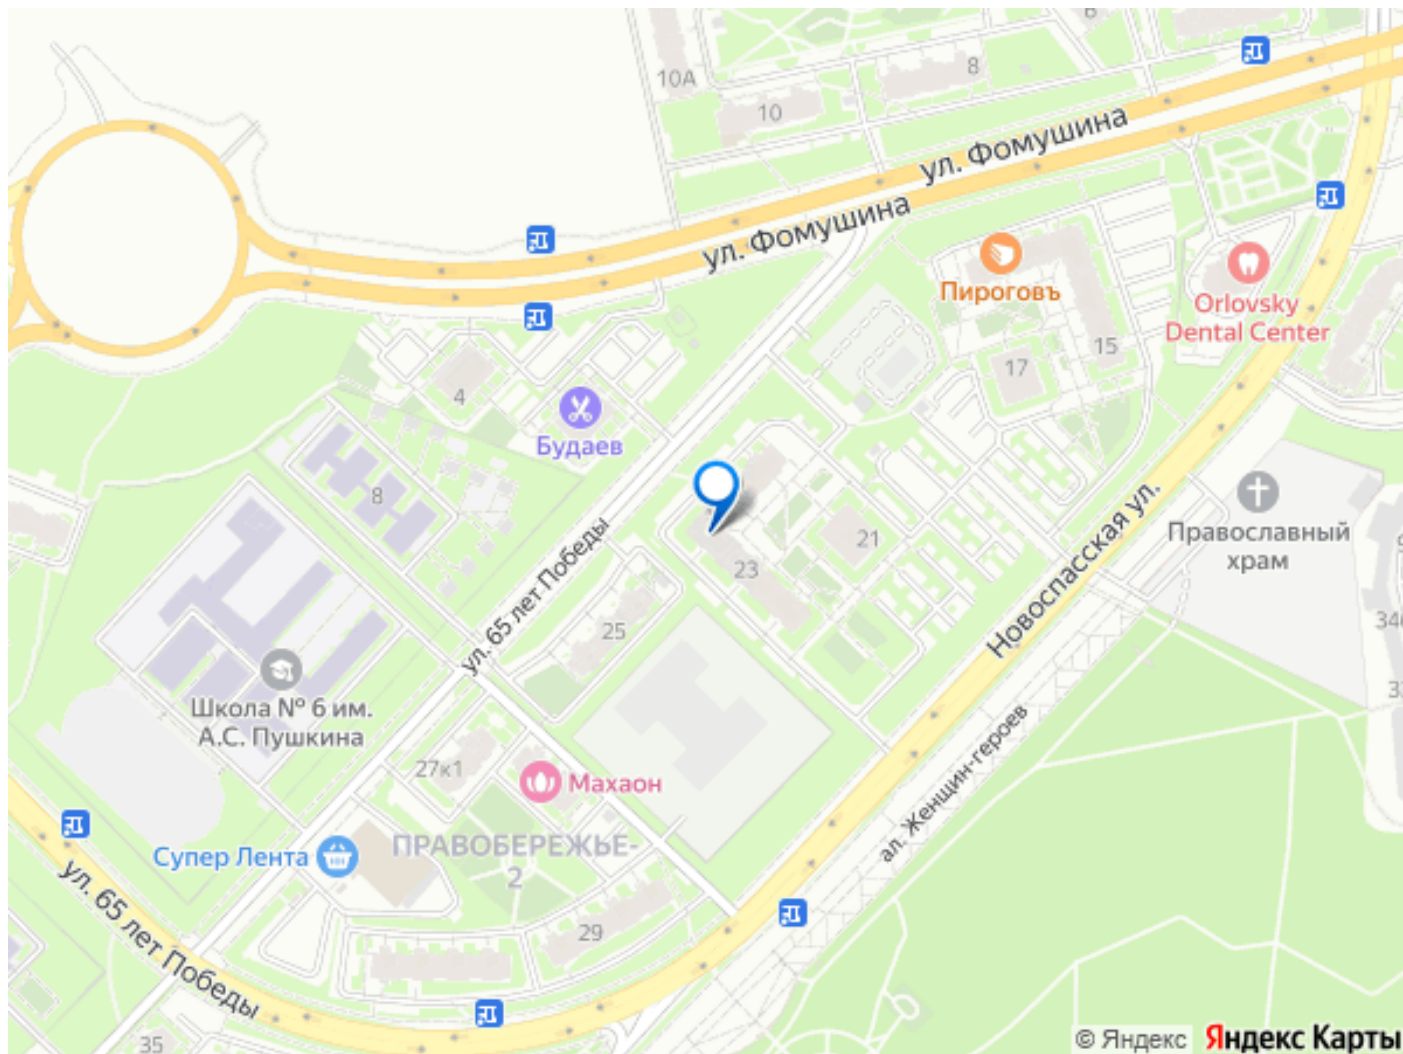 6
8
10А
10
ул. Фомушина
ул. Фомушина
Пироговъ
Orlovsky
Dental Center
15
17
4
Будаев
8
Православный
храм
21
23
Новоспасская ул.
ул. 65 лет Победы
25
34
Школа № 6 им.
А.С. Пушкина
27к1
Махаон
ал. Женщин-героев
ПРАВОБЕРЕЖЬЕ-
2
Супер Лента
ул. 65 лет Победы
29
35
© Яндекс Яндекс Карты